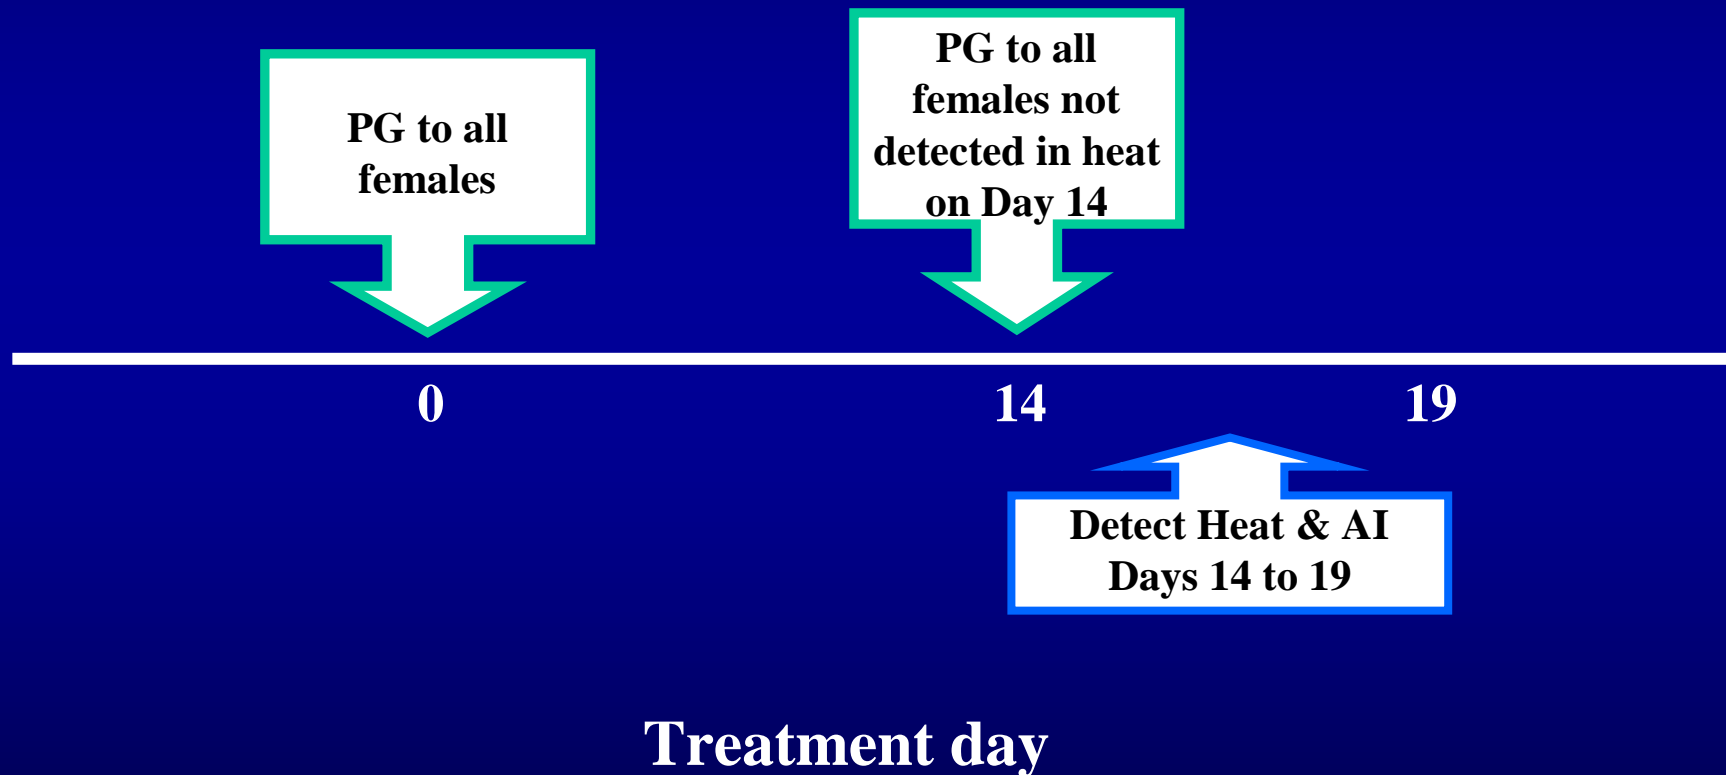 PG to all
females
PG to all
females not
detected in heat
on Day 14
0
14
19
Detect Heat & AI
Days 14 to 19
Treatment day